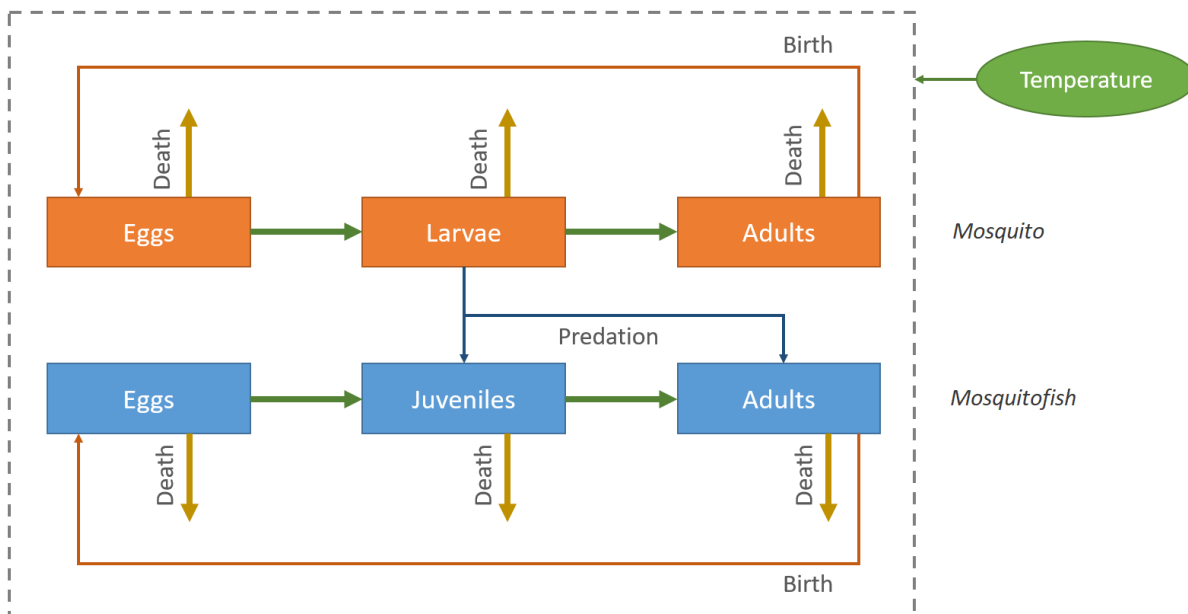 Birth
Temperature
Death
Death
Death
Eggs
Larvae
Adults
Mosquito
Predation
Eggs
Juveniles
Adults
Mosquitofish
Death
Death
Death
Birth